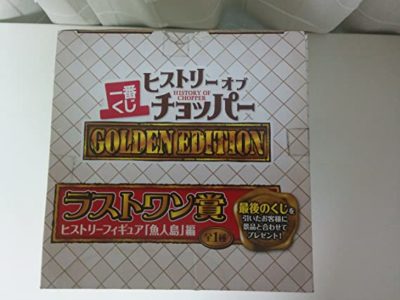 一番
くじ
ヒストリー オブ
HISTORY OF
CHOPPER
チョッパー
GOLDEN EDITION
ラストワン賞
ヒストリーフィギュア「魚人島」編
全1種
最後のくじを
引いたお客様に
景品と合わせて
プレゼント!